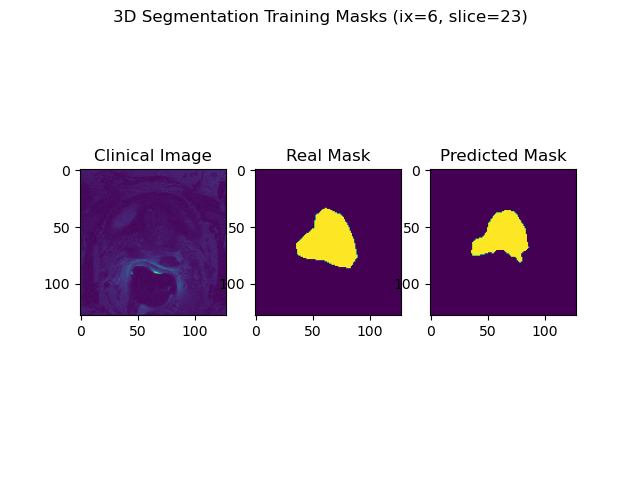 3D Segmentation Training Masks (ix=6, slice=23)
Clinical Image Real Mask Predicted Mask
0 0 0
50 50 50
100 100 100
0 50 100 0 50 100 0 50 100